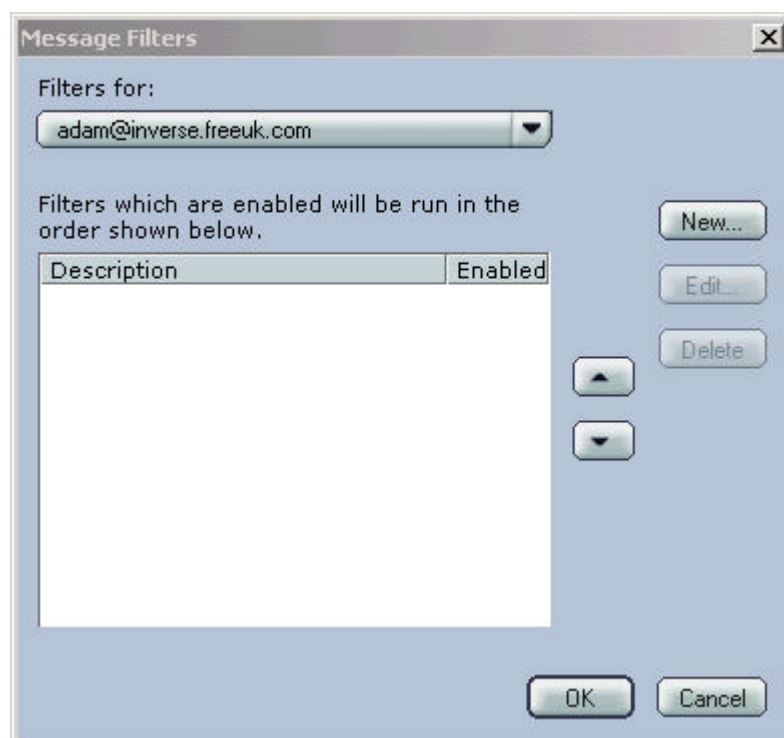 Message Filters
Filters for:
adam@inverse.freeuk.com
Filters which are enabled will be run in the
order shown below.
New...
Description Enabled
Edit...
Delete
OK Cancel